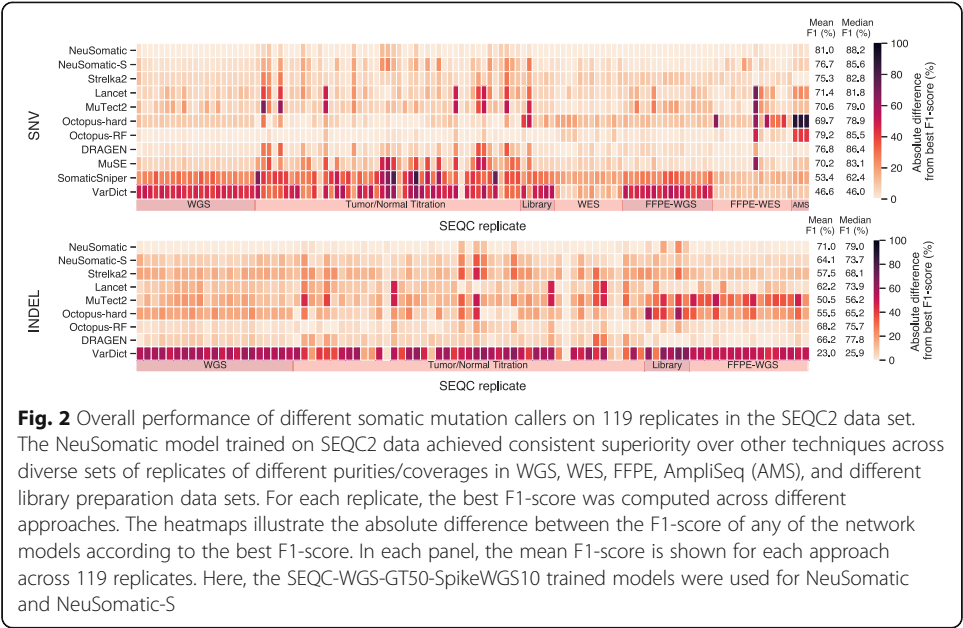 Mean Median
F1 (%) F1 (%)
NeuSomatic 81.0 88.2
NeuSomatic-S 76.7 85.6
Strelka2 75.3 82.8
Lancet 71.4 81.8
MuTect2 70.6 79.0
Octopus-hard 69.7 78.9
Octopus-RF 79.2 85.5
DRAGEN 76.8 86.4
MuSE 70.2 83.1
SomaticSniper 53.4 62.4
VarDict 46.6 46.0
SNV
WGS Tumor/Normal Titration Library WES FFPE-WGS FFPE-WES AMS
SEQC replicate
100
80
60
40
20
0
Absolute difference
from best F1-score (%)
Mean Median
F1 (%) F1 (%)
NeuSomatic 71.0 79.0
NeuSomatic-S 64.1 73.7
Strelka2 57.5 68.1
Lancet 62.2 73.9
MuTect2 50.5 56.2
Octopus-hard 55.5 65.2
Octopus-RF 68.2 75.7
DRAGEN 66.2 77.8
VarDict 23.0 25.9
INDEL
WGS Tumor/Normal Titration Library FFPE-WGS
SEQC replicate
100
80
60
40
20
0
Absolute difference
from best F1-score (%)
Fig. 2 Overall performance of different somatic mutation callers on 119 replicates in the SEQC2 data set.
The NeuSomatic model trained on SEQC2 data achieved consistent superiority over other techniques across
diverse sets of replicates of different purities/coverages in WGS, WES, FFPE, AmpliSeq (AMS), and different
library preparation data sets. For each replicate, the best F1-score was computed across different
approaches. The heatmaps illustrate the absolute difference between the F1-score of any of the network
models according to the best F1-score. In each panel, the mean F1-score is shown for each approach
across 119 replicates. Here, the SEQC-WGS-GT50-SpikeWGS10 trained models were used for NeuSomatic
and NeuSomatic-S